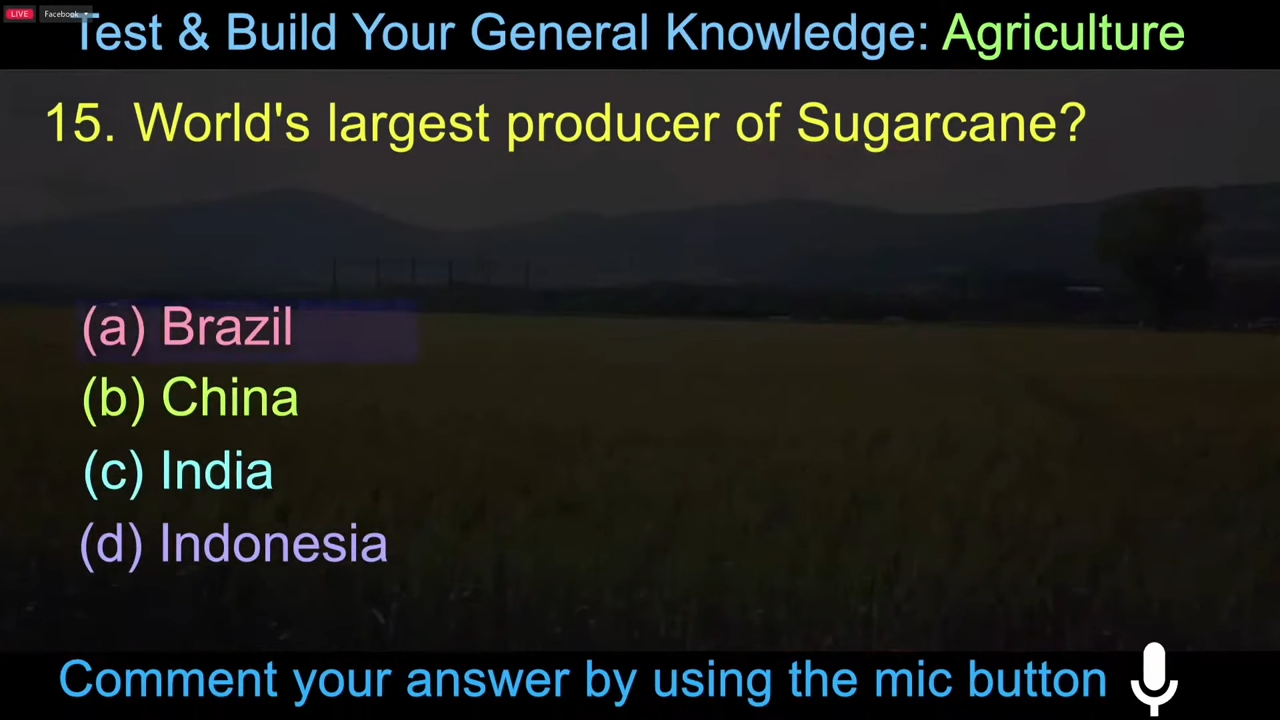 LIVE Facebook
Test & Build Your General Knowledge: Agriculture
15. World's largest producer of Sugarcane?
(a) Brazil
(b) China
(c) India
(d) Indonesia
Comment your answer by using the mic button